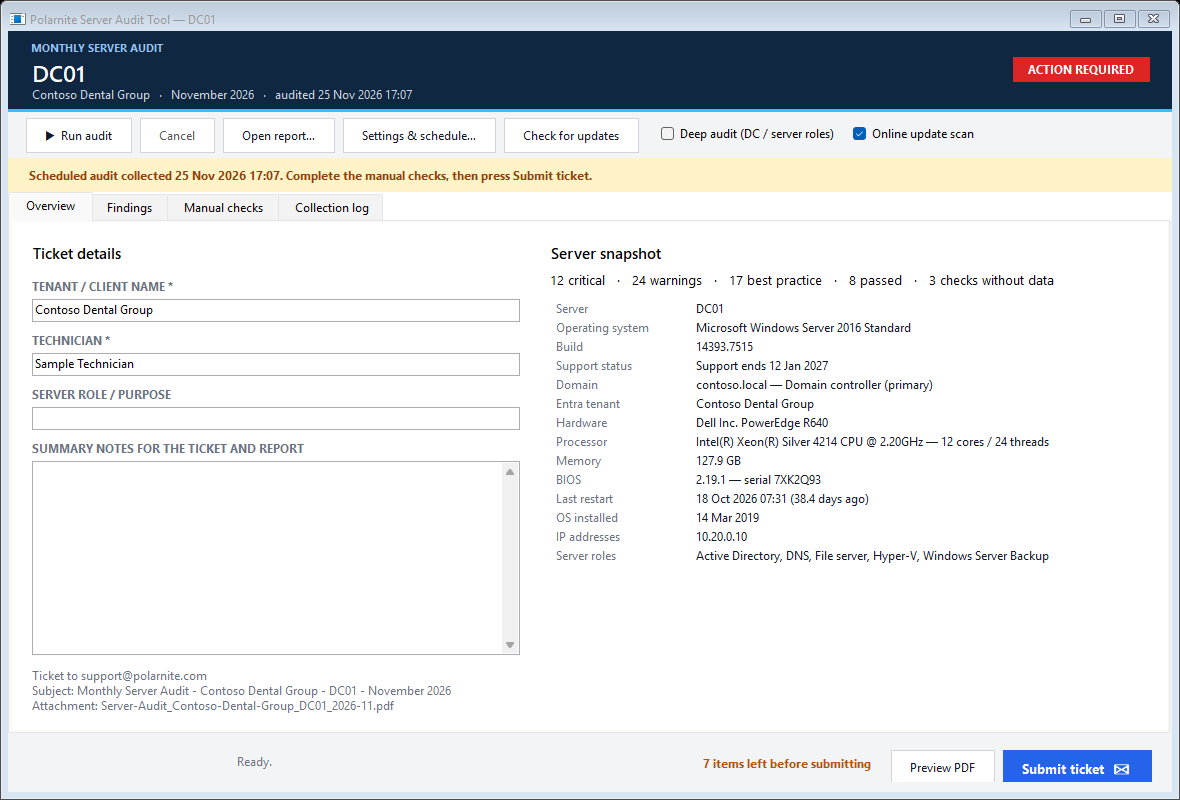 Polarnite Server Audit Tool — DC01
MONTHLY SERVER AUDIT
DC01
Contoso Dental Group · November 2026 · audited 25 Nov 2026 17:07
ACTION REQUIRED
Run audit
Cancel
Open report...
Settings & schedule...
Check for updates
Deep audit (DC / server roles)
Online update scan
Scheduled audit collected 25 Nov 2026 17:07. Complete the manual checks, then press Submit ticket.
Overview
Findings
Manual checks
Collection log
Ticket details
TENANT / CLIENT NAME *
Contoso Dental Group
TECHNICIAN *
Sample Technician
SERVER ROLE / PURPOSE
SUMMARY NOTES FOR THE TICKET AND REPORT
Ticket to support@polarnite.com
Subject: Monthly Server Audit - Contoso Dental Group - DC01 - November 2026
Attachment: Server-Audit_Contoso-Dental-Group_DC01_2026-11.pdf
Server snapshot
12 critical · 24 warnings · 17 best practice · 8 passed · 3 checks without data
Server DC01
Operating system Microsoft Windows Server 2016 Standard
Build 14393.7515
Support status Support ends 12 Jan 2027
Domain contoso.local — Domain controller (primary)
Entra tenant Contoso Dental Group
Hardware Dell Inc. PowerEdge R640
Processor Intel(R) Xeon(R) Silver 4214 CPU @ 2.20GHz — 12 cores / 24 threads
Memory 127.9 GB
BIOS 2.19.1 — serial 7XK2Q93
Last restart 18 Oct 2026 07:31 (38.4 days ago)
OS installed 14 Mar 2019
IP addresses 10.20.0.10
Server roles Active Directory, DNS, File server, Hyper-V, Windows Server Backup
Ready.
7 items left before submitting
Preview PDF
Submit ticket